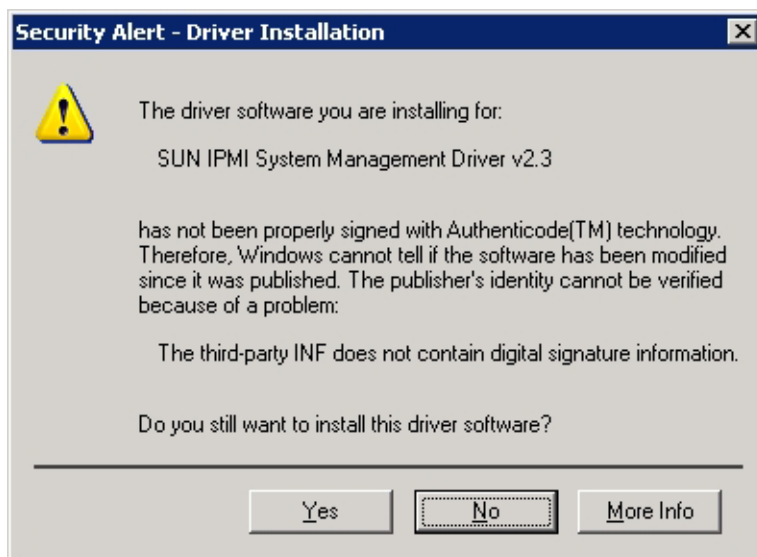 Security Alert - Driver Installation
The driver software you are installing for:
SUN IPMI System Management Driver v2.3
has not been properly signed with Authenticode(TM) technology.
Therefore, Windows cannot tell if the software has been modified
since it was published. The publisher's identity cannot be verified
because of a problem:
The third-party INF does not contain digital signature information.
Do you still want to install this driver software?
Yes No More Info